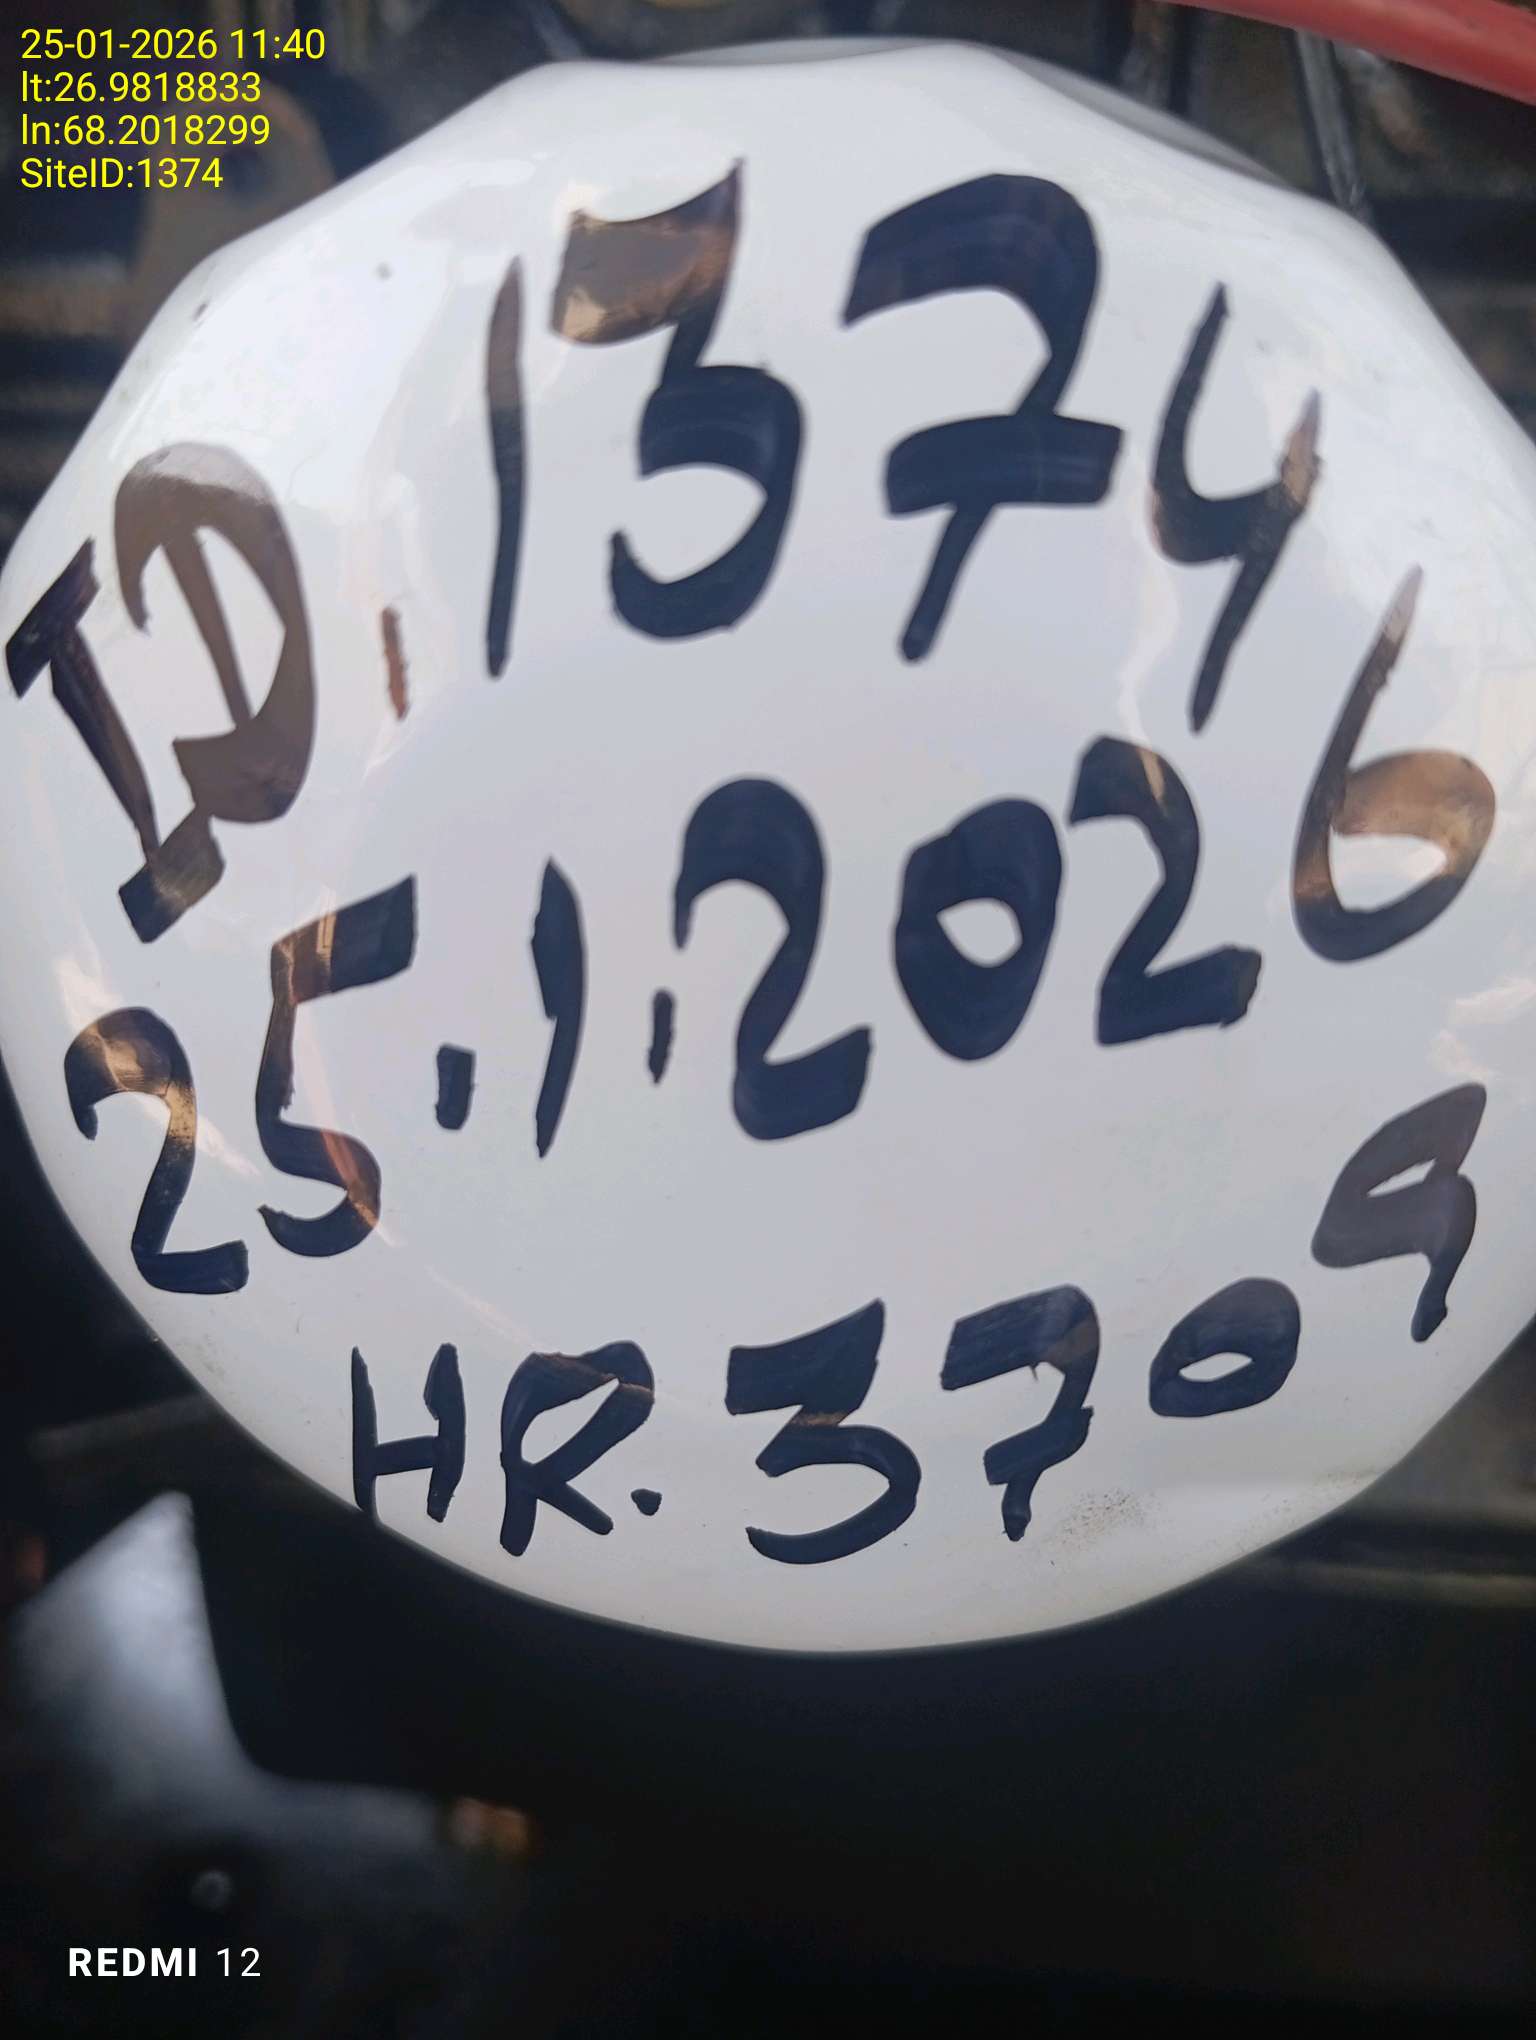 25-01-2026 11:40
lt:26.9818833
ln:68.2018299
SiteID:1374
ID.1374
25.1.2026
HR.3709
REDMI 12